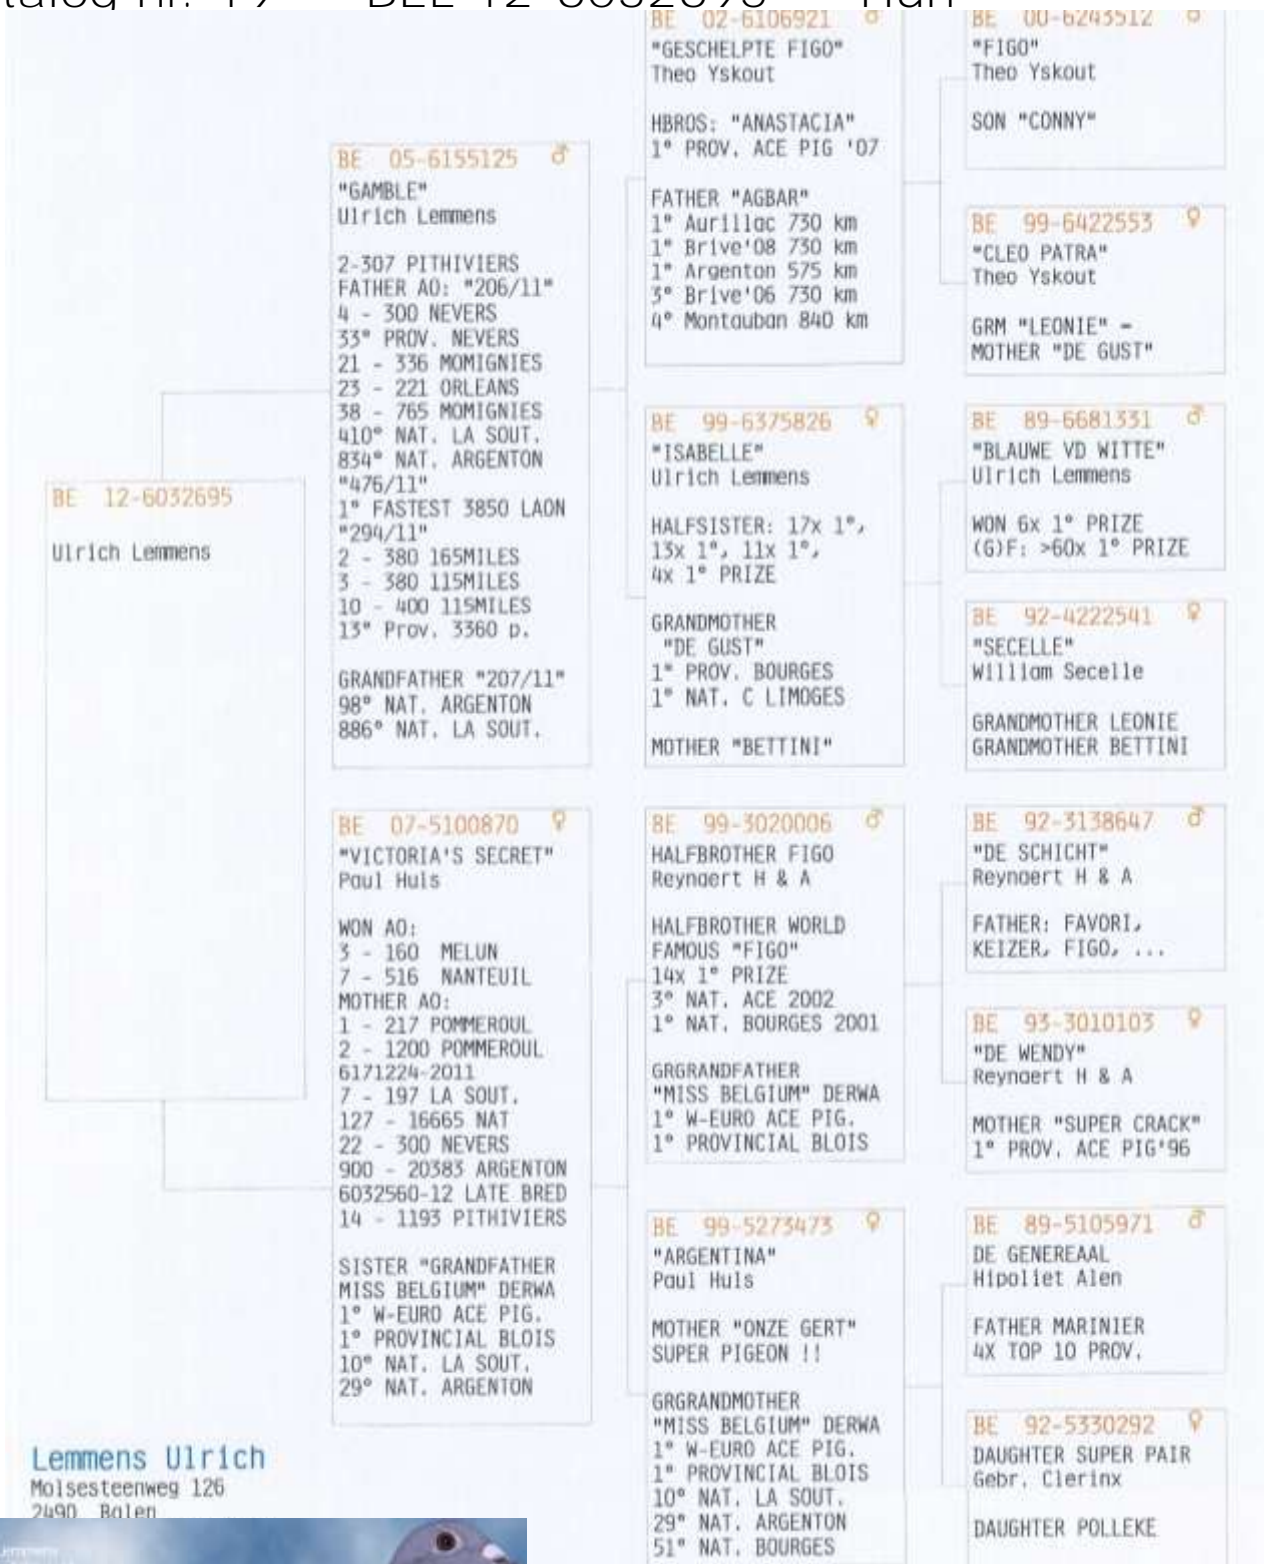 BE 12-6032695
Ulrich Lemmens
BE 05-6155125 ♂
"GAMBLE"
Ulrich Lemmens
2-307 PITHIVIERS
FATHER AO: "206/11"
4 - 300 NEVERS
33° PROV. NEVERS
21 - 336 MOMIGNIES
23 - 221 ORLEANS
38 - 765 MOMIGNIES
410° NAT. LA SOUT.
834° NAT. ARGENTON
"476/11"
1° FASTEST 3850 LAON
"294/11"
2 - 380 165MILES
3 - 380 115MILES
10 - 400 115MILES
13° Prov. 3360 p.
GRANDFATHER "207/11"
98° NAT. ARGENTON
886° NAT. LA SOUT.
BE 07-5100870 ♀
"VICTORIA'S SECRET"
Paul Huls
WON AO:
3 - 160 MELUN
7 - 516 NANTEUIL
MOTHER AO:
1 - 217 POMMEROUL
2 - 1200 POMMEROUL
6171224-2011
7 - 197 LA SOUT.
127 - 16665 NAT
22 - 300 NEVERS
900 - 20383 ARGENTON
6032560-12 LATE BRED
14 - 1193 PITHIVIERS
SISTER "GRANDFATHER
MISS BELGIUM" DERWA
1° W-EURO ACE PIG.
1° PROVINCIAL BLOIS
10° NAT. LA SOUT.
29° NAT. ARGENTON
BE 02-6106921 ♂
"GESCHELPTE FIGO"
Theo Yskout
HBROS: "ANASTACIA"
1° PROV. ACE PIG '07
FATHER "AGBAR"
1° Aurillac 730 km
1° Brive'08 730 km
1° Argenton 575 km
3° Brive'06 730 km
4° Montauban 840 km
BE 99-6375826 ♀
"ISABELLE"
Ulrich Lemmens
HALFSISTER: 17x 1°,
13x 1°, 11x 1°,
4x 1° PRIZE
GRANDMOTHER
"DE GUST"
1° PROV. BOURGES
1° NAT. C LIMOGES
MOTHER "BETTINI"
BE 99-3020006 ♂
HALFBROTHER FIGO
Reynaert H & A
HALFBROTHER WORLD
FAMOUS "FIGO"
14x 1° PRIZE
3° NAT. ACE 2002
1° NAT. BOURGES 2001
GRGRANDFATHER
"MISS BELGIUM" DERWA
1° W-EURO ACE PIG.
1° PROVINCIAL BLOIS
BE 99-5273473 ♀
"ARGENTINA"
Paul Huls
MOTHER "ONZE GERT"
SUPER PIGEON !!
GRGRANDMOTHER
"MISS BELGIUM" DERWA
1° W-EURO ACE PIG.
1° PROVINCIAL BLOIS
10° NAT. LA SOUT.
29° NAT. ARGENTON
51° NAT. BOURGES
BE 00-6243512 ♂
"FIGO"
Theo Yskout
SON "CONNY"
BE 99-6422553 ♀
"CLEO PATRA"
Theo Yskout
GRM "LEONIE" -
MOTHER "DE GUST"
BE 89-6681331 ♂
"BLAUWE VD WITTE"
Ulrich Lemmens
WON 6x 1° PRIZE
(G)F: >60x 1° PRIZE
BE 92-4222541 ♀
"SECELLE"
William Secelle
GRANDMOTHER LEONIE
GRANDMOTHER BETTINI
BE 92-3138647 ♂
"DE SCHICHT"
Reynaert H & A
FATHER: FAVORI,
KEIZER, FIGO, ...
BE 93-3010103 ♀
"DE WENDY"
Reynaert H & A
MOTHER "SUPER CRACK"
1° PROV. ACE PIG'96
BE 89-5105971 ♂
DE GENEREAAL
Hipoliet Alen
FATHER MARINIER
4X TOP 10 PROV.
BE 92-5330292 ♀
DAUGHTER SUPER PAIR
Gebr. Clerinx
DAUGHTER POLLEKE
Lemmens Ulrich
Molsesteenweg 126
2490 Balen